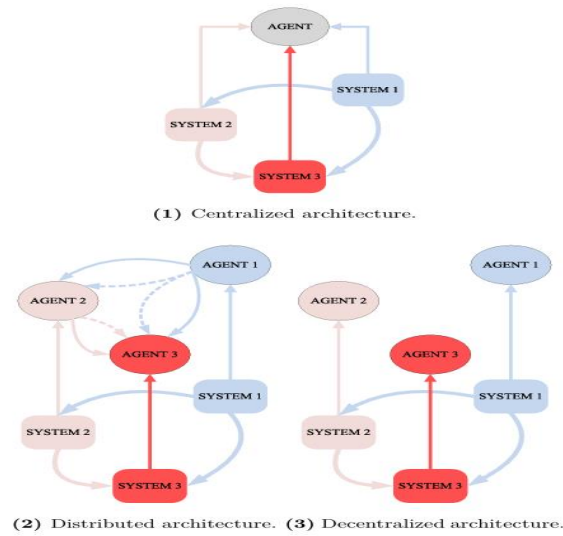 AGENT
SYSTEM 1
SYSTEM 2
SYSTEM 3
(1) Centralized architecture.
AGENT 1
AGENT 2
AGENT 3
SYSTEM 1
SYSTEM 2
SYSTEM 3
AGENT 1
AGENT 2
AGENT 3
SYSTEM 1
SYSTEM 2
SYSTEM 3
(2) Distributed architecture. (3) Decentralized architecture.